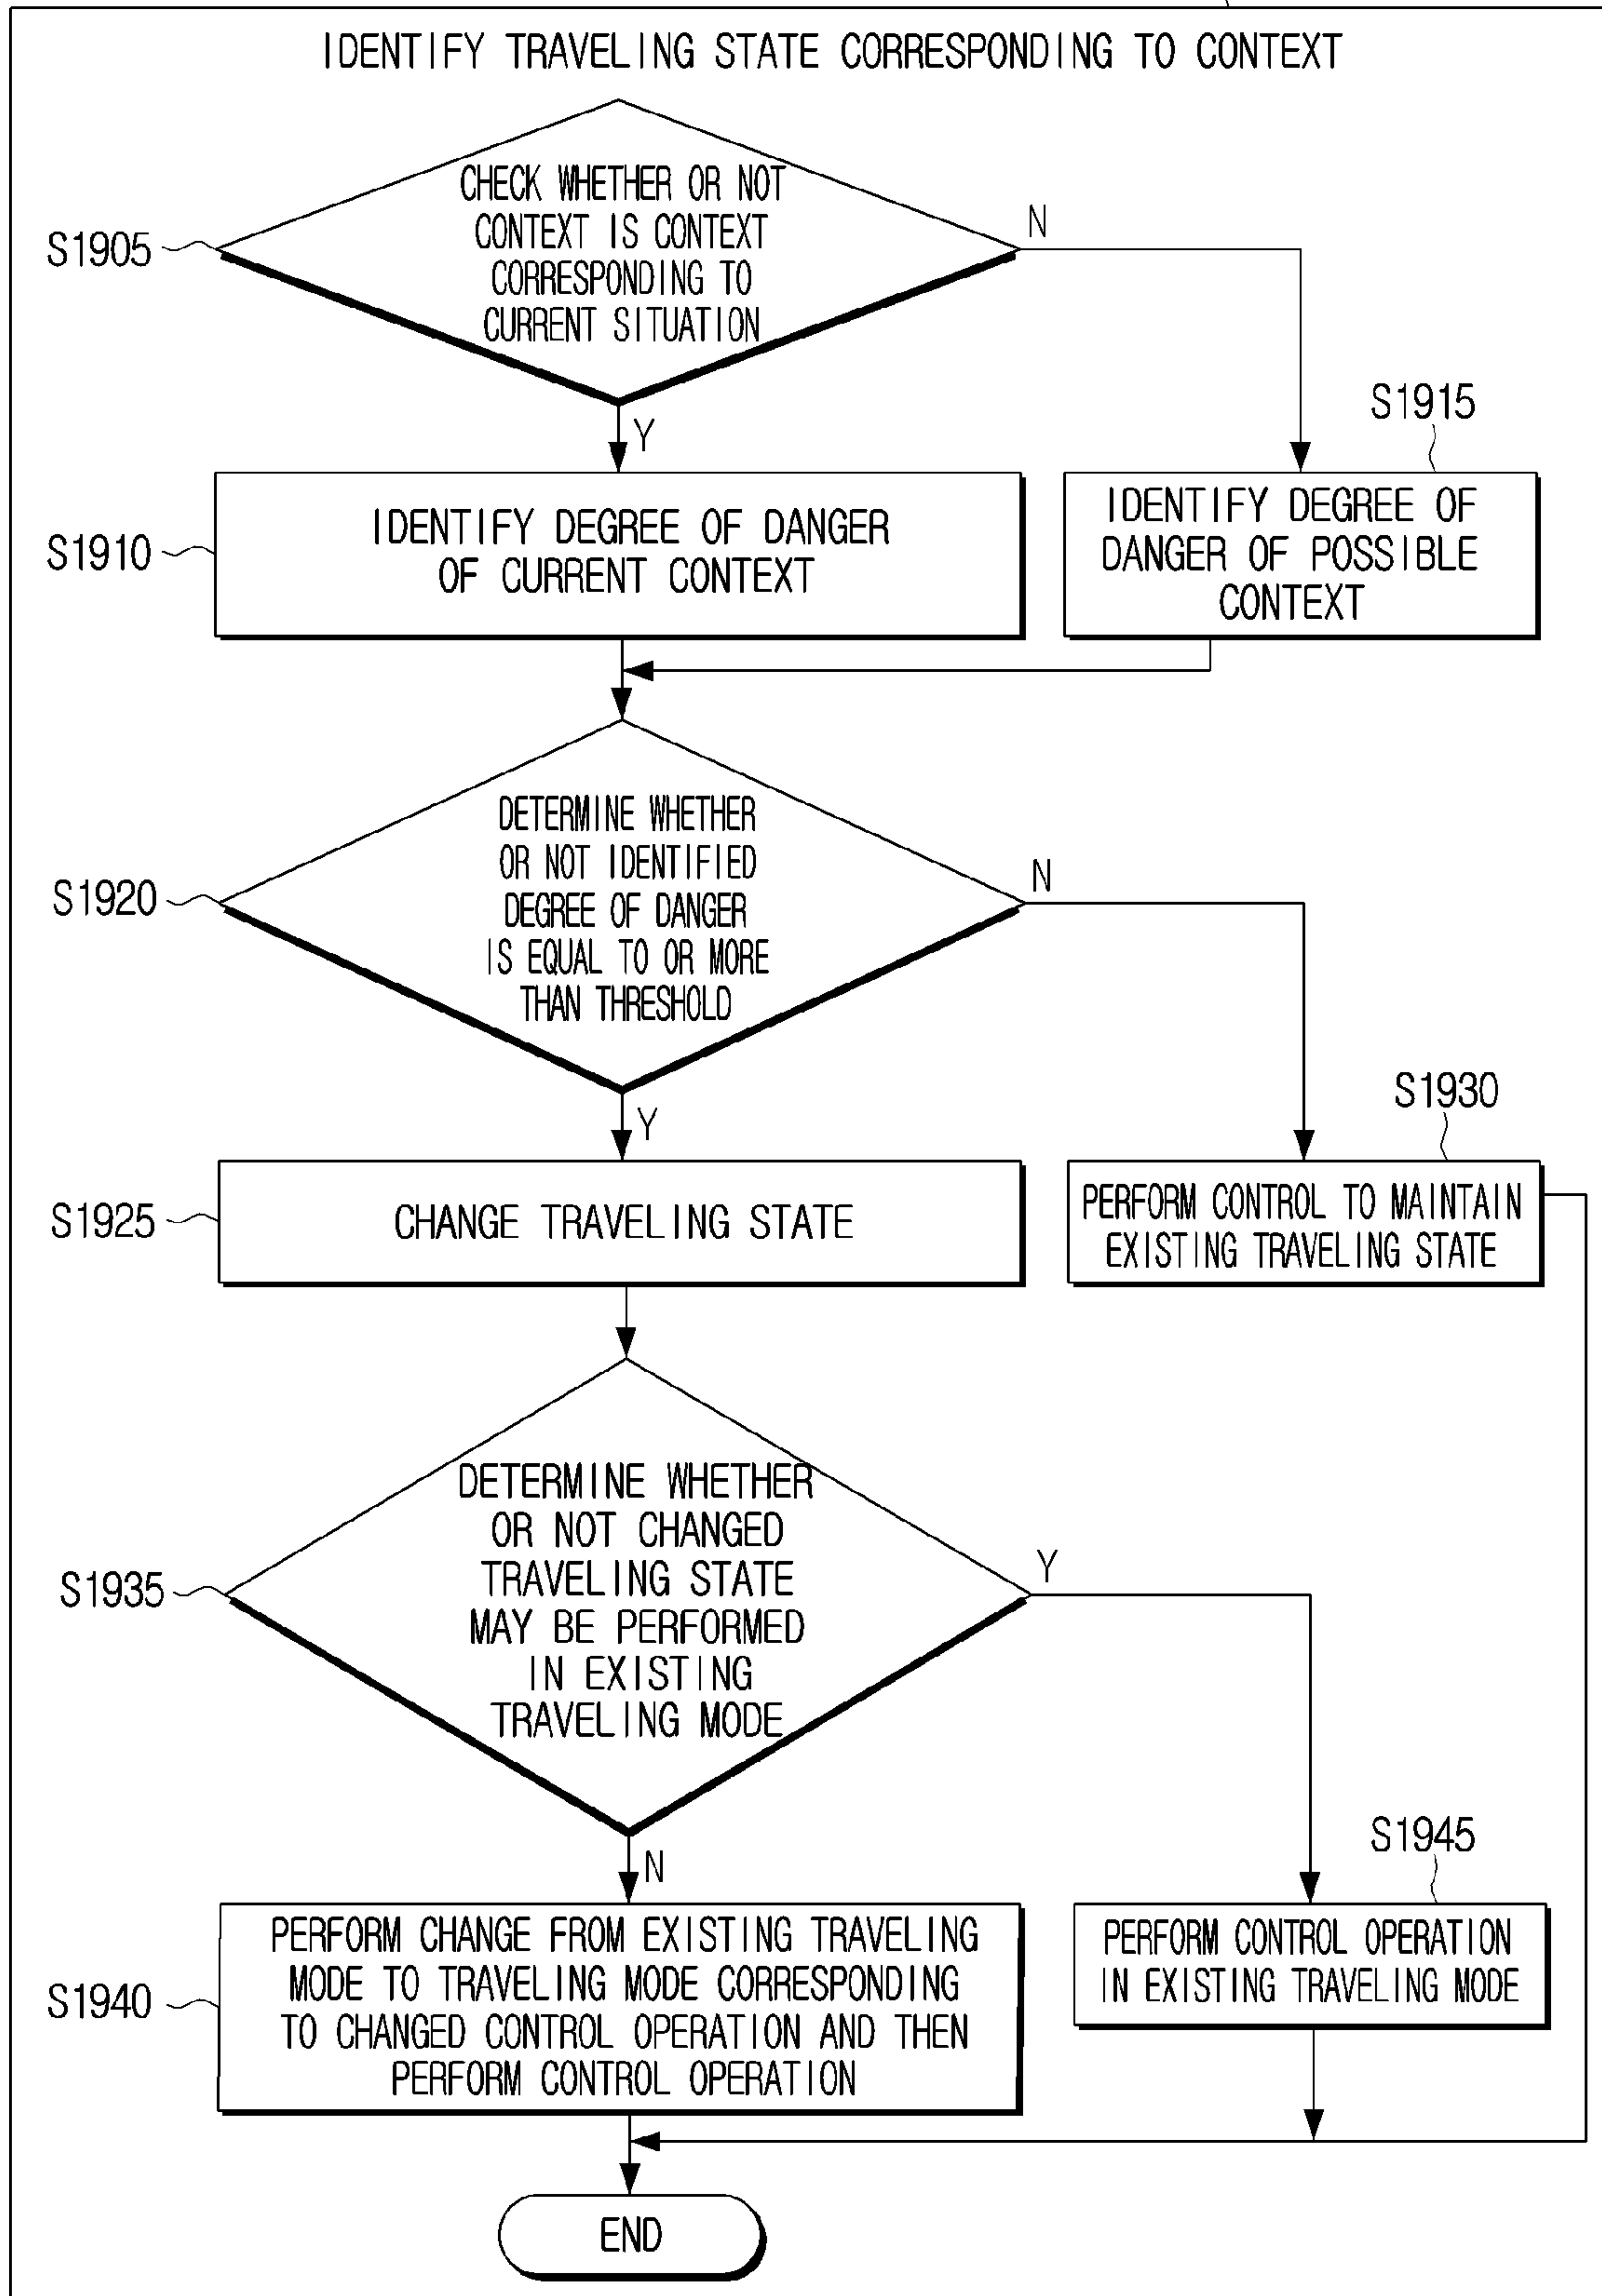 IDENTIFY TRAVELING STATE CORRESPONDING TO CONTEXT
S1905
CHECK WHETHER OR NOT
CONTEXT IS CONTEXT
CORRESPONDING TO
CURRENT SITUATION
N
Y
S1915
S1910
IDENTIFY DEGREE OF DANGER
OF CURRENT CONTEXT
IDENTIFY DEGREE OF
DANGER OF POSSIBLE
CONTEXT
S1920
DETERMINE WHETHER
OR NOT IDENTIFIED
DEGREE OF DANGER
IS EQUAL TO OR MORE
THAN THRESHOLD
N
Y
S1930
S1925
CHANGE TRAVELING STATE
PERFORM CONTROL TO MAINTAIN
EXISTING TRAVELING STATE
S1935
DETERMINE WHETHER
OR NOT CHANGED
TRAVELING STATE
MAY BE PERFORMED
IN EXISTING
TRAVELING MODE
Y
N
S1945
S1940
PERFORM CHANGE FROM EXISTING TRAVELING
MODE TO TRAVELING MODE CORRESPONDING
TO CHANGED CONTROL OPERATION AND THEN
PERFORM CONTROL OPERATION
PERFORM CONTROL OPERATION
IN EXISTING TRAVELING MODE
END